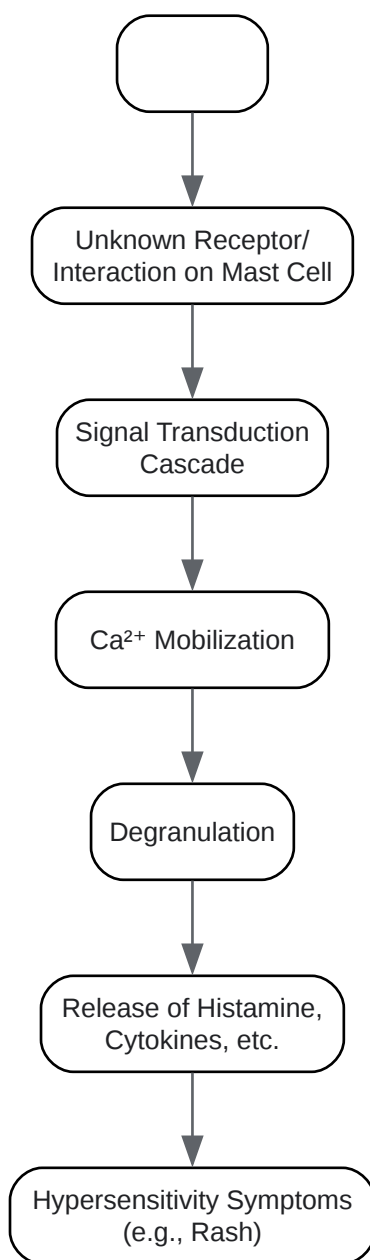 Unknown Receptor/
Interaction on Mast Cell
Signal Transduction
Cascade
Ca²⁺ Mobilization
Degranulation
Release of Histamine,
Cytokines, etc.
Hypersensitivity Symptoms
(e.g., Rash)